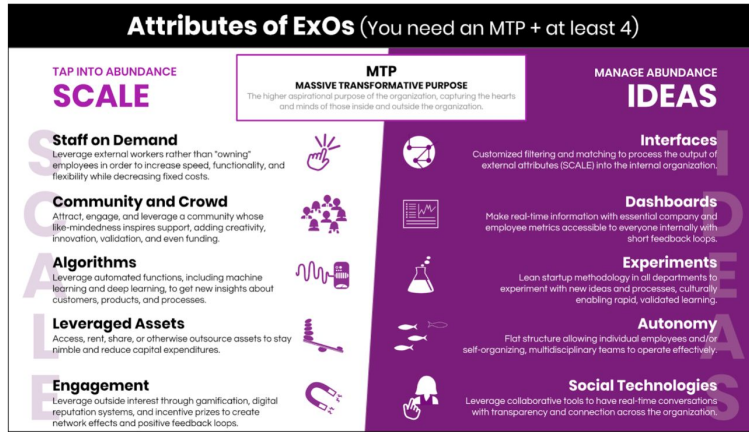 Attributes of ExOs (You need an MTP + at least 4)
TAP INTO ABUNDANCE
SCALE
MTP
MASSIVE TRANSFORMATIVE PURPOSE
The higher aspirational purpose of the organization, capturing the hearts
and minds of those inside and outside the organization.
MANAGE ABUNDANCE
IDEAS
SCALE
Staff on Demand
Leverage external workers rather than "owning"
employees in order to increase speed, functionality, and
flexibility while decreasing fixed costs.
Community and Crowd
Attract, engage, and leverage a community whose
like-mindedness inspires support, adding creativity,
innovation, validation, and even funding.
Algorithms
Leverage automated functions, including machine
learning and deep learning, to get new insights about
customers, products, and processes.
Leveraged Assets
Access, rent, share, or otherwise outsource assets to stay
nimble and reduce capital expenditures.
Engagement
Leverage outside interest through gamification, digital
reputation systems, and incentive prizes to create
network effects and positive feedback loops.
IDEAS
Interfaces
Customized filtering and matching to process the output of
external attributes (SCALE) into the internal organization.
Dashboards
Make real-time information with essential company and
employee metrics accessible to everyone internally with
short feedback loops.
Experiments
Lean startup methodology in all departments to
experiment with new ideas and processes, culturally
enabling rapid, validated learning.
Autonomy
Flat structure allowing individual employees and/or
self-organizing, multidisciplinary teams to operate effectively.
Social Technologies
Leverage collaborative tools to have real-time conversations
with transparency and connection across the organization.